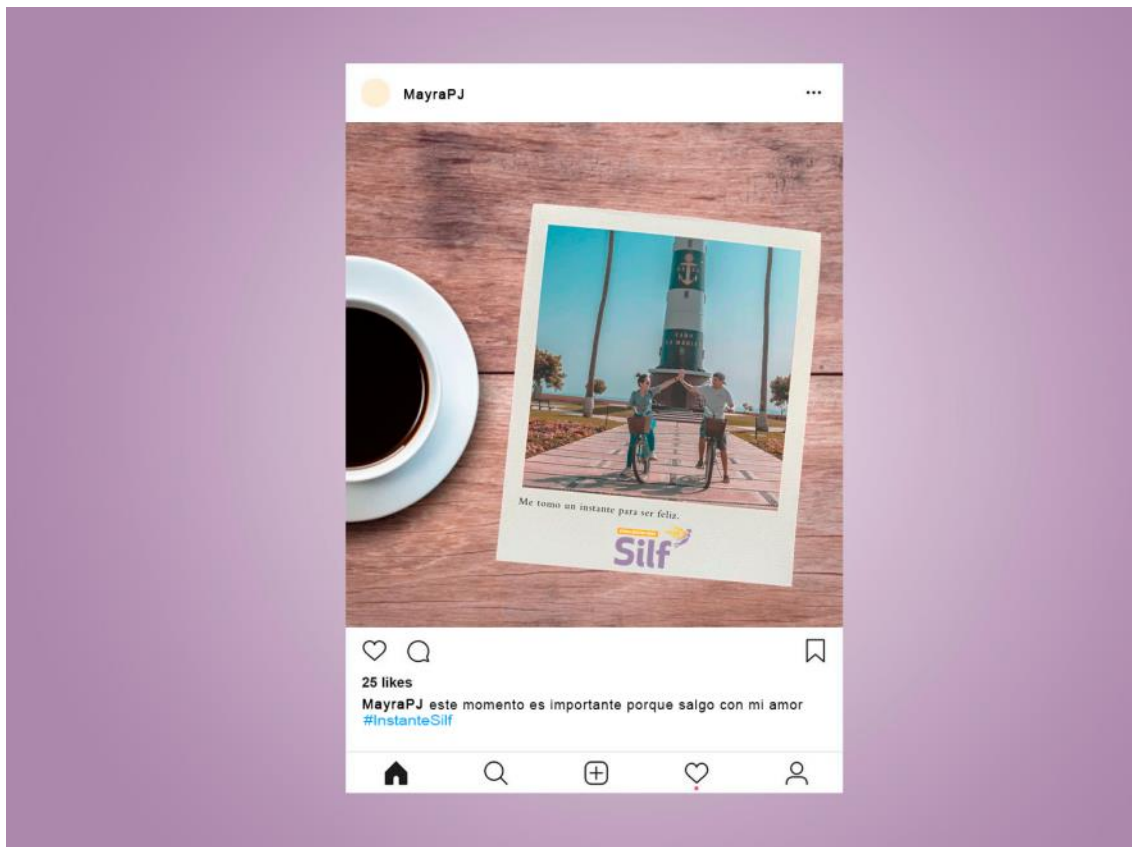 MayraPJ
Me tomo un instante para ser feliz.
Silf
25 likes
MayraPJ este momento es importante porque salgo con mi amor
#InstanteSilf